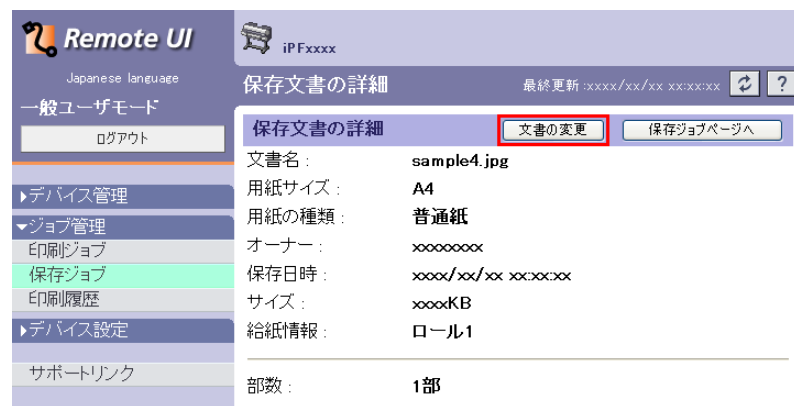 Remote UI
Japanese language
一般ユーザモード
ログアウト
▶デバイス管理
▼ジョブ管理
印刷ジョブ
保存ジョブ
印刷履歴
▶デバイス設定
サポートリンク
iPFxxxx
保存文書の詳細 最終更新 :xxxx/xx/xx xx:xx:xx ?
保存文書の詳細 文書の変更 保存ジョブページへ
文書名 : sample4.jpg
用紙サイズ : A4
用紙の種類 : 普通紙
オーナー : xxxxxxxx
保存日時 : xxxx/xx/xx xx:xx:xx
サイズ : xxxxKB
給紙情報 : ロール1
部数 : 1部